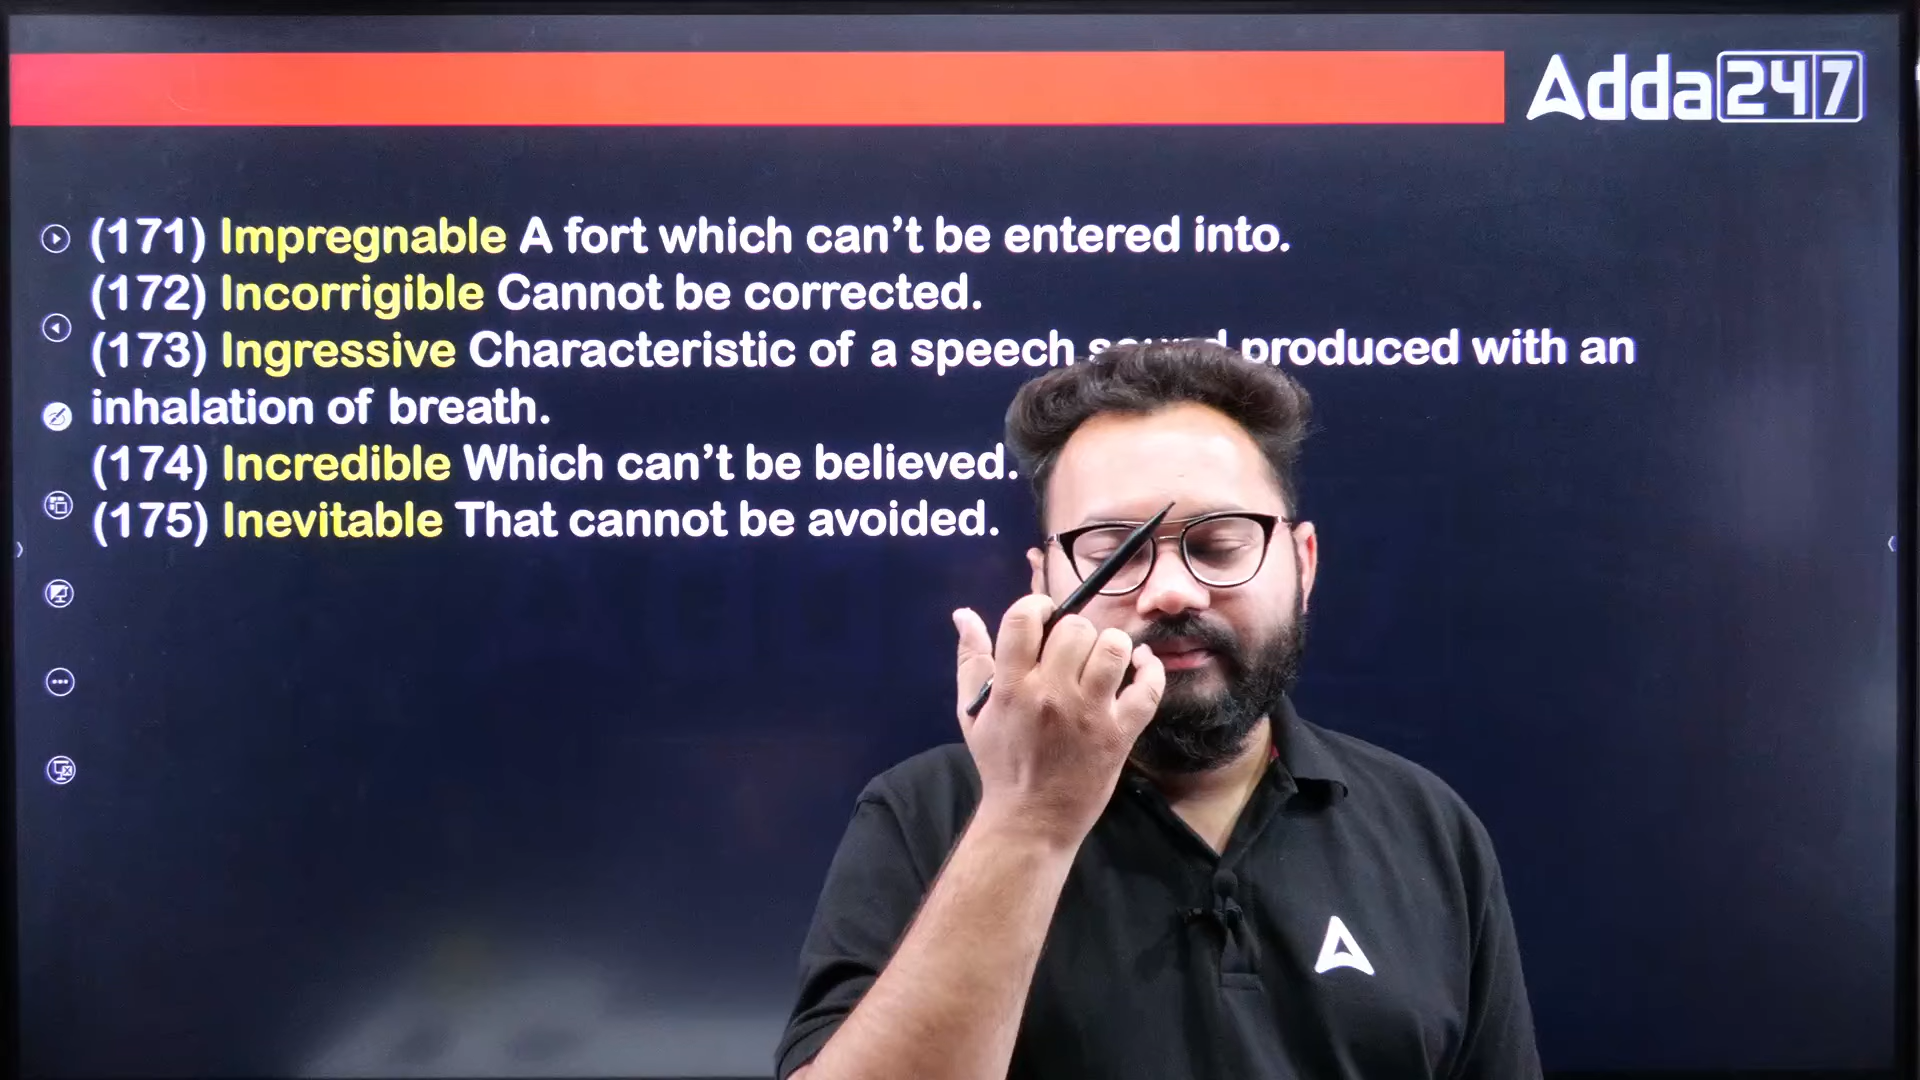 Adda247
(171) Impregnable A fort which can’t be entered into.
(172) Incorrigible Cannot be corrected.
(173) Ingressive Characteristic of a speech sound produced with an
inhalation of breath.
(174) Incredible Which can’t be believed.
(175) Inevitable That cannot be avoided.